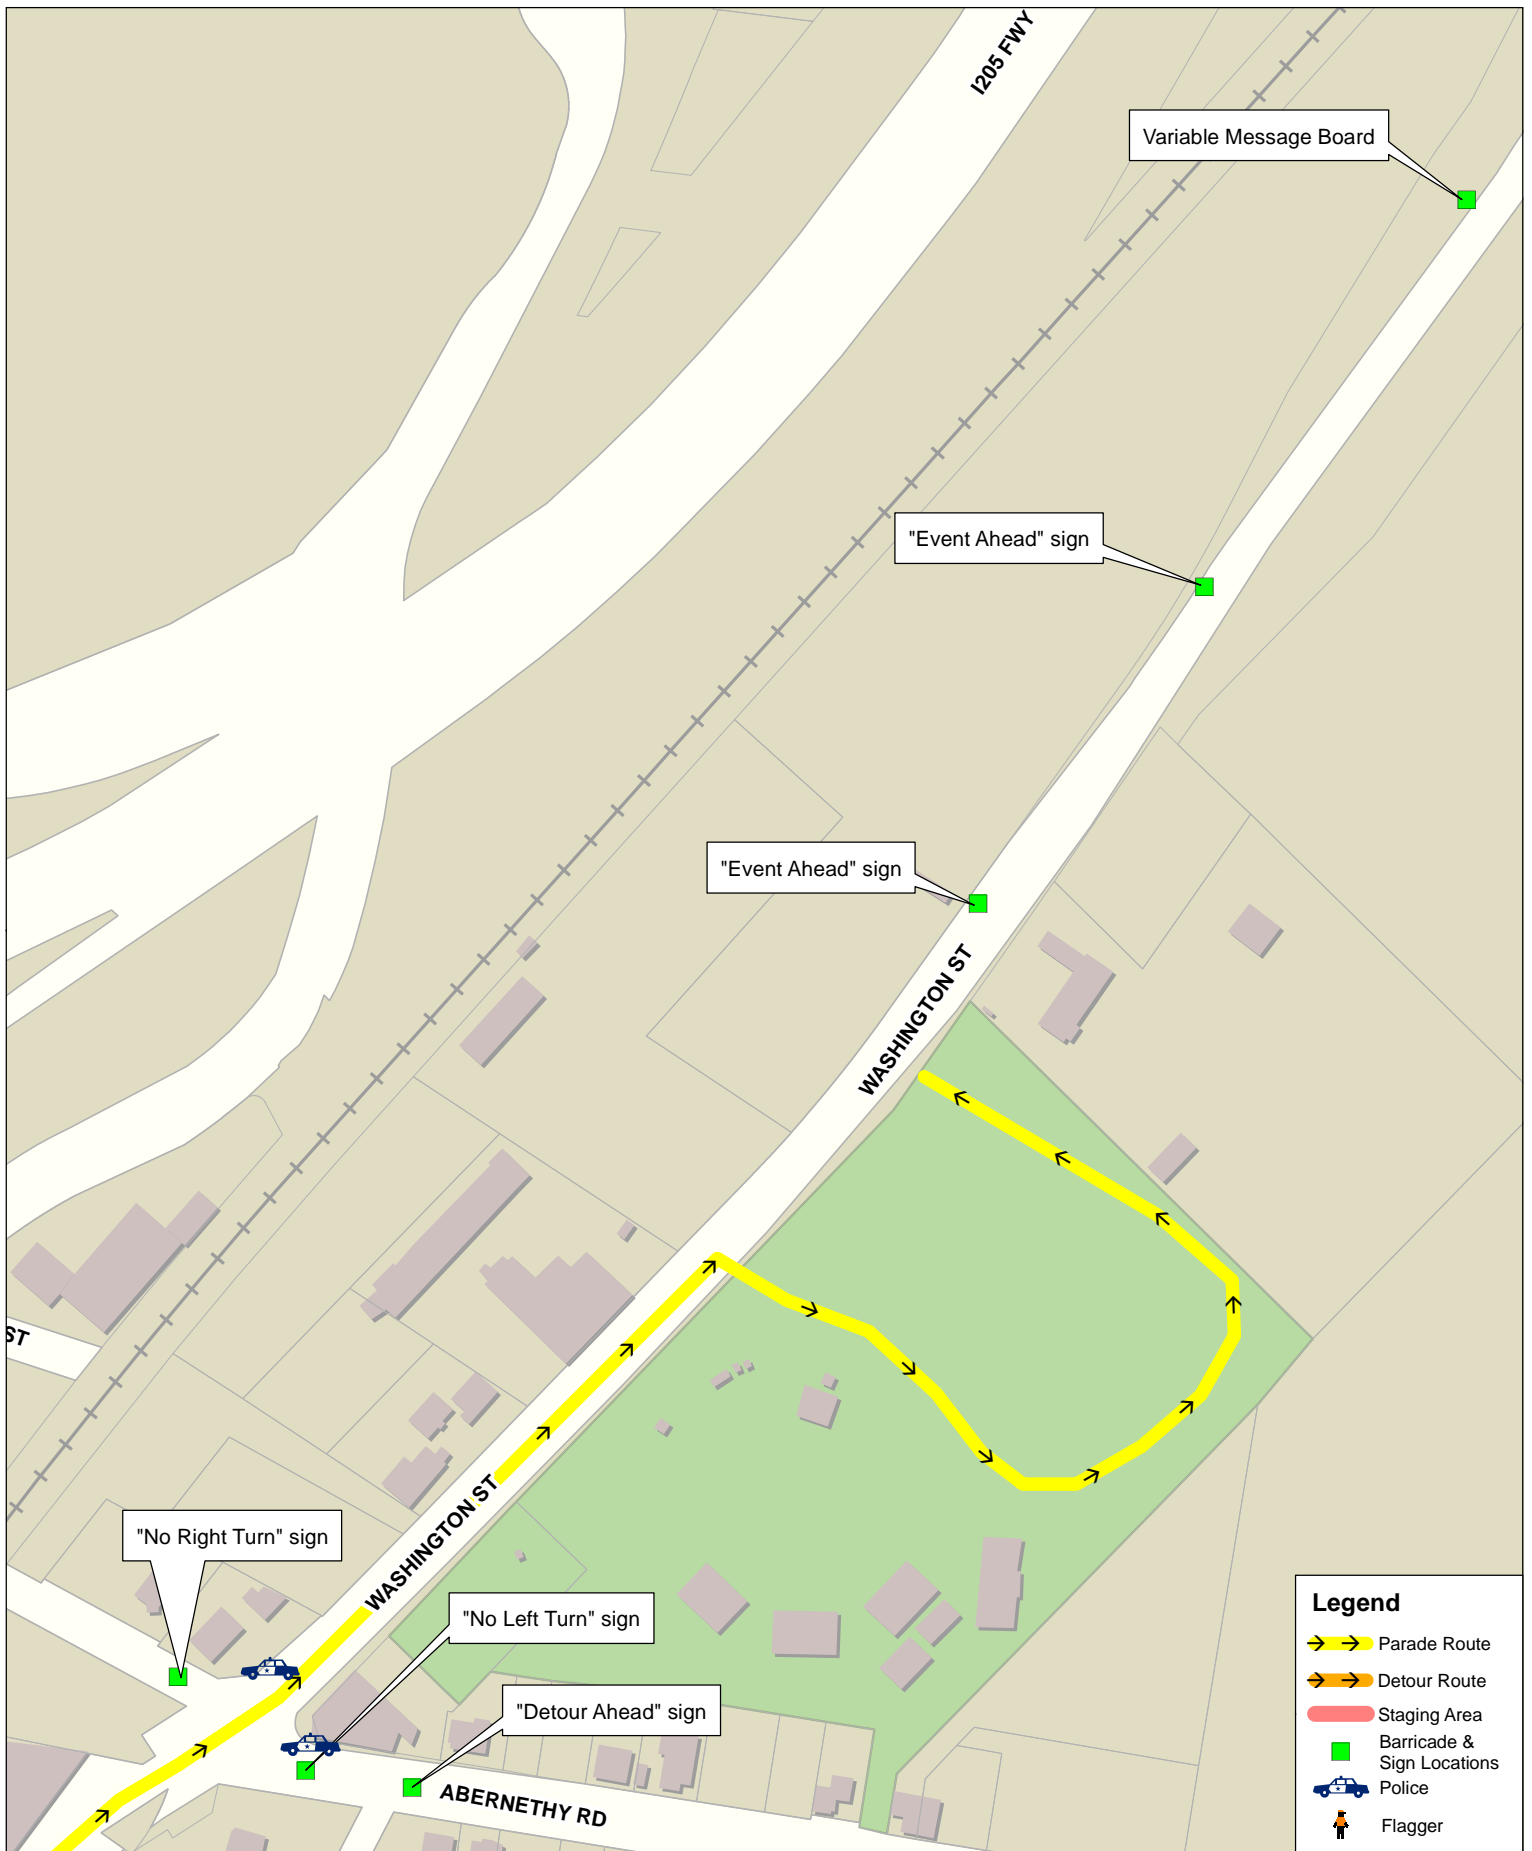 I205 FWY
Variable Message Board
"Event Ahead" sign
"Event Ahead" sign
WASHINGTON ST
ST
WASHINGTON ST
"No Right Turn" sign
"No Left Turn" sign
"Detour Ahead" sign
ABERNETHY RD
Legend
Parade Route
Detour Route
Staging Area
Barricade &
Sign Locations
Police
Flagger